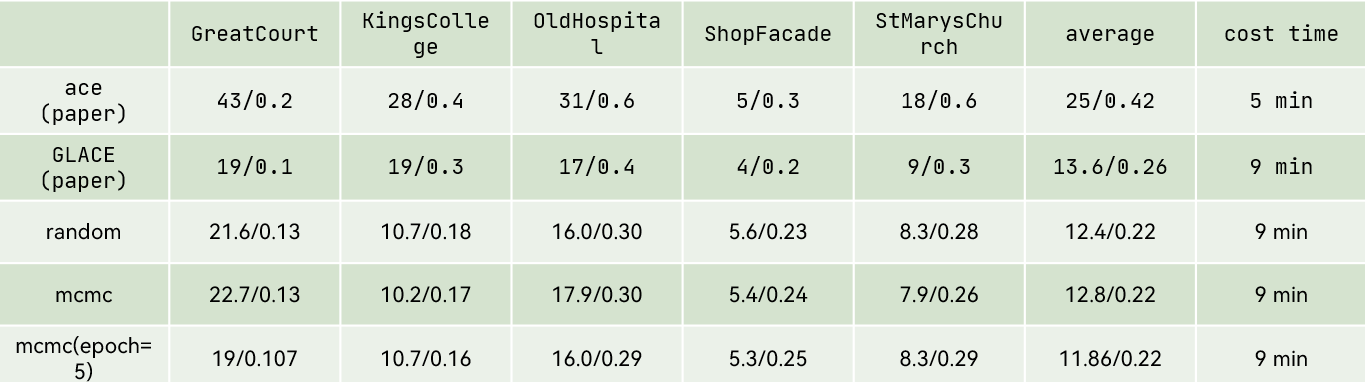 GreatCourt KingsColle OldHospita ShopFacade StMarysChu average cost time
ge l rch
ace
(paper) 43/0.2 28/0.4 31/0.6 5/0.3 18/0.6 25/0.42 5 min
GLACE
(paper) 19/0.1 19/0.3 17/0.4 4/0.2 9/0.3 13.6/0.26 9 min
random 21.6/0.13 10.7/0.18 16.0/0.30 5.6/0.23 8.3/0.28 12.4/0.22 9 min
mcmc 22.7/0.13 10.2/0.17 17.9/0.30 5.4/0.24 7.9/0.26 12.8/0.22 9 min
mcmc(epoch=
5) 19/0.107 10.7/0.16 16.0/0.29 5.3/0.25 8.3/0.29 11.86/0.22 9 min